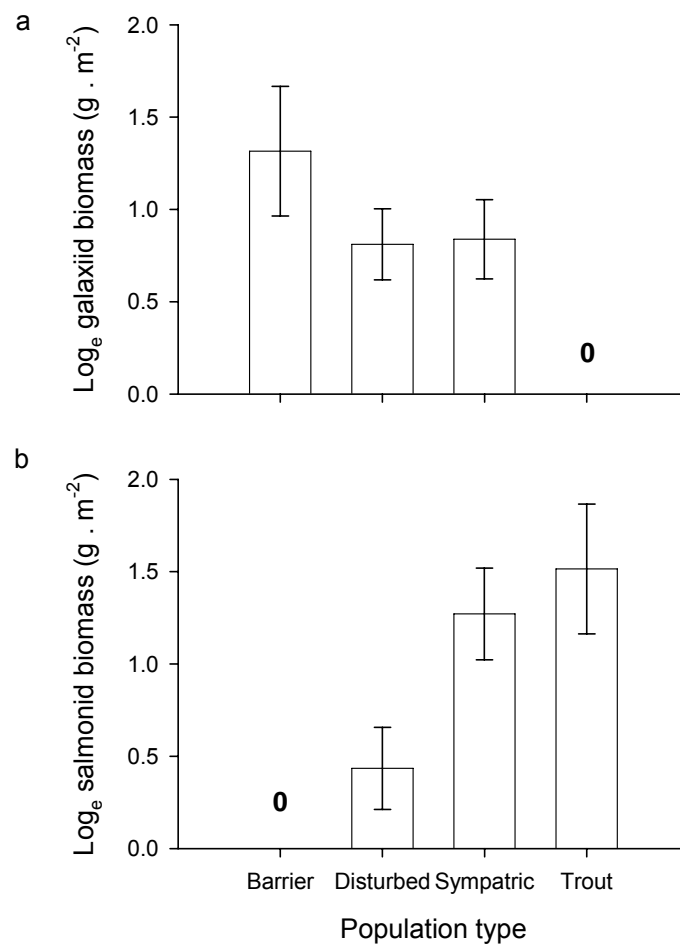 a
Logₑ galaxiid biomass (g . m⁻²)
2.0
1.5
1.0
0.5
0.0
0
b
Logₑ salmonid biomass (g . m⁻²)
2.0
1.5
1.0
0.5
0.0
0
Barrier Disturbed Sympatric Trout
Population type